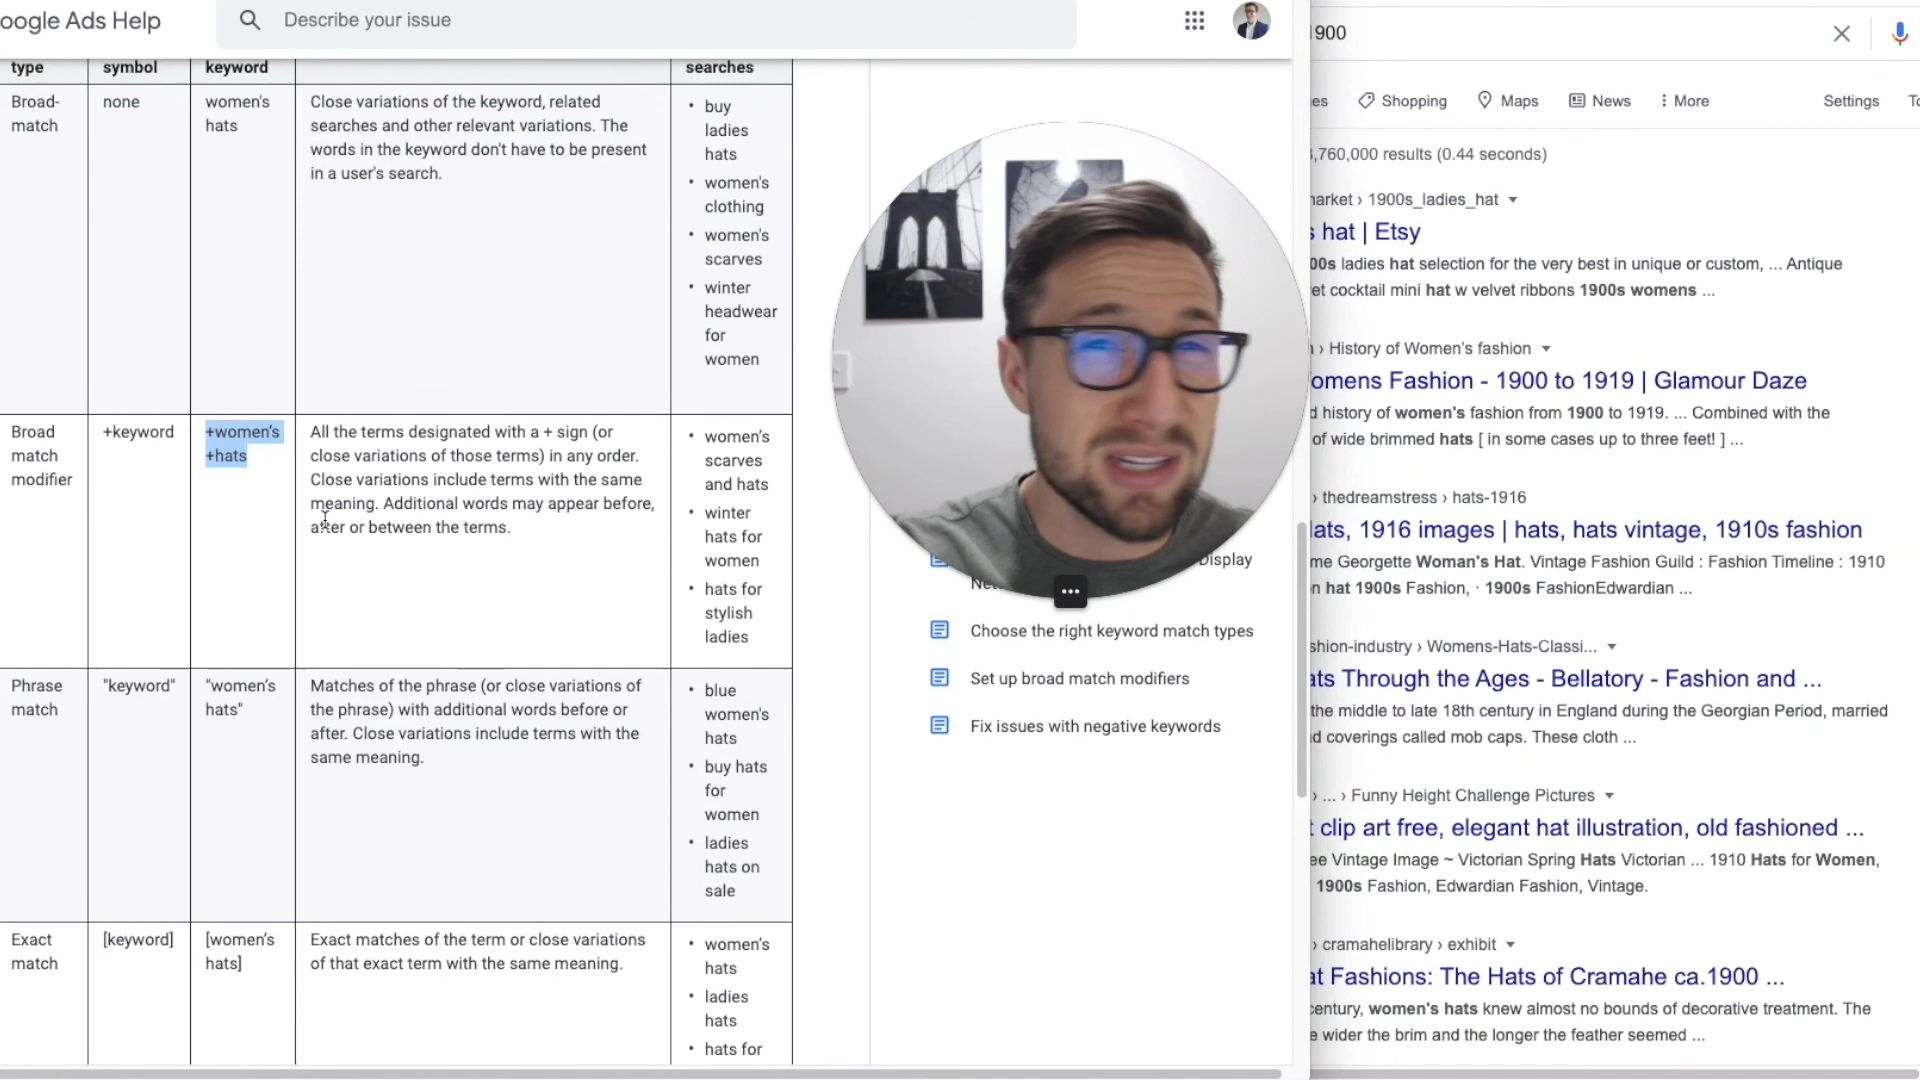 oogle Ads Help
Describe your issue
type symbol keyword searches
Broad-
match
none
women's
hats
Close variations of the keyword, related
searches and other relevant variations. The
words in the keyword don't have to be present
in a user's search.
• buy
ladies
hats
• women's
clothing
• women's
scarves
• winter
headwear
for
women
Broad
match
modifier
+keyword
+women's
+hats
All the terms designated with a + sign (or
close variations of those terms) in any order.
Close variations include terms with the same
meaning. Additional words may appear before,
after or between the terms.
• women's
scarves
and hats
• winter
hats for
women
• hats for
stylish
ladies
Phrase
match
"keyword"
"women's
hats"
Matches of the phrase (or close variations of
the phrase) with additional words before or
after. Close variations include terms with the
same meaning.
• blue
women's
hats
• buy hats
for
women
• ladies
hats on
sale
Exact
match
[keyword]
[women's
hats]
Exact matches of the term or close variations
of that exact term with the same meaning.
• women's
hats
• ladies
hats
• hats for
Display
Choose the right keyword match types
Set up broad match modifiers
Fix issues with negative keywords
1900
es Shopping Maps News More Settings To
,760,000 results (0.44 seconds)
arket › 1900s_ladies_hat
s hat | Etsy
00s ladies hat selection for the very best in unique or custom, ... Antique
et cocktail mini hat w velvet ribbons 1900s womens ...
› History of Women's fashion
omens Fashion - 1900 to 1919 | Glamour Daze
d history of women's fashion from 1900 to 1919. ... Combined with the
of wide brimmed hats [ in some cases up to three feet! ] ...
› thedreamstress › hats-1916
lats, 1916 images | hats, hats vintage, 1910s fashion
me Georgette Woman's Hat. Vintage Fashion Guild : Fashion Timeline : 1910
n hat 1900s Fashion, · 1900s FashionEdwardian ...
shion-industry › Womens-Hats-Classi...
ats Through the Ages - Bellatory - Fashion and ...
the middle to late 18th century in England during the Georgian Period, married
d coverings called mob caps. These cloth ...
› ... › Funny Height Challenge Pictures
t clip art free, elegant hat illustration, old fashioned ...
ee Vintage Image ~ Victorian Spring Hats Victorian ... 1910 Hats for Women,
1900s Fashion, Edwardian Fashion, Vintage.
› cramahelibrary › exhibit
at Fashions: The Hats of Cramahe ca.1900 ...
century, women's hats knew almost no bounds of decorative treatment. The
e wider the brim and the longer the feather seemed ...